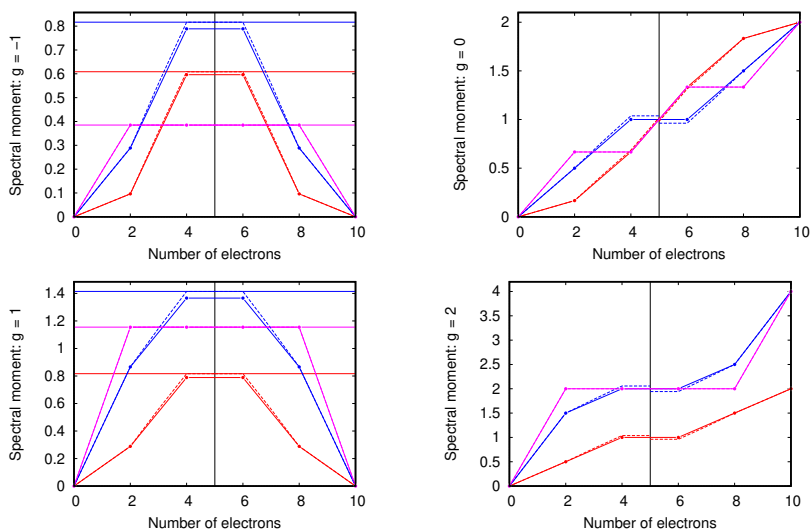 Spectral moment: g = −1
0.8
0.7
0.6
0.5
0.4
0.3
0.2
0.1
0
0 2 4 6 8 10
Number of electrons
Spectral moment: g = 0
2
1.5
1
0.5
0
0 2 4 6 8 10
Number of electrons
Spectral moment: g = 1
1.4
1.2
1
0.8
0.6
0.4
0.2
0
0 2 4 6 8 10
Number of electrons
Spectral moment: g = 2
4
3.5
3
2.5
2
1.5
1
0.5
0
0 2 4 6 8 10
Number of electrons